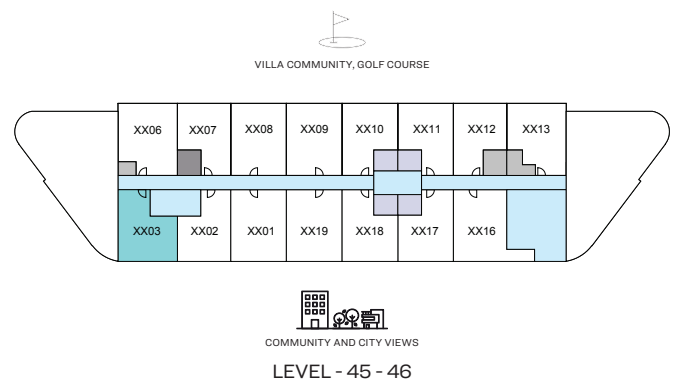 VILLA COMMUNITY, GOLF COURSE
XX06 XX07 XX08 XX09 XX10 XX11 XX12 XX13
XX03 XX02 XX01 XX19 XX18 XX17 XX16
COMMUNITY AND CITY VIEWS
LEVEL - 45 - 46